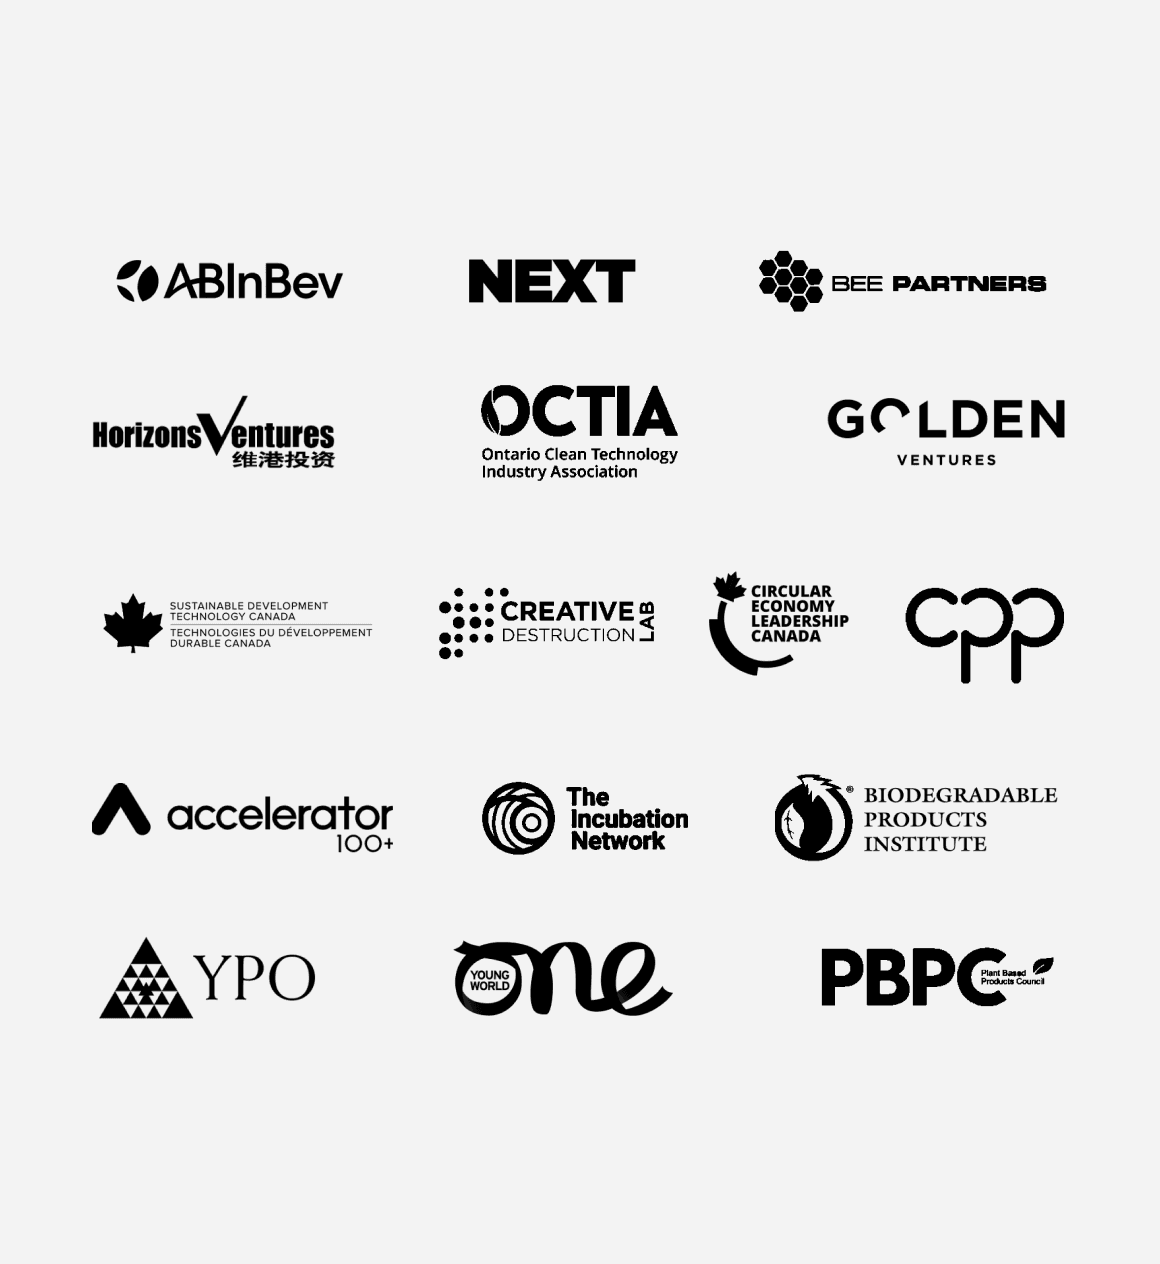 ABInBev
NEXT
BEE PARTNERS
HorizonsVentures
维港投资
OCTIA
Ontario Clean Technology
Industry Association
GOLDEN
VENTURES
SUSTAINABLE DEVELOPMENT
TECHNOLOGY CANADA
TECHNOLOGIES DU DÉVELOPPEMENT
DURABLE CANADA
CREATIVE
DESTRUCTION
LAB
CIRCULAR
ECONOMY
LEADERSHIP
CANADA
cpp
accelerator
100+
The
Incubation
Network
®
BIODEGRADABLE
PRODUCTS
INSTITUTE
YPO
one
YOUNG
WORLD
PBPC
Plant Based
Products Council